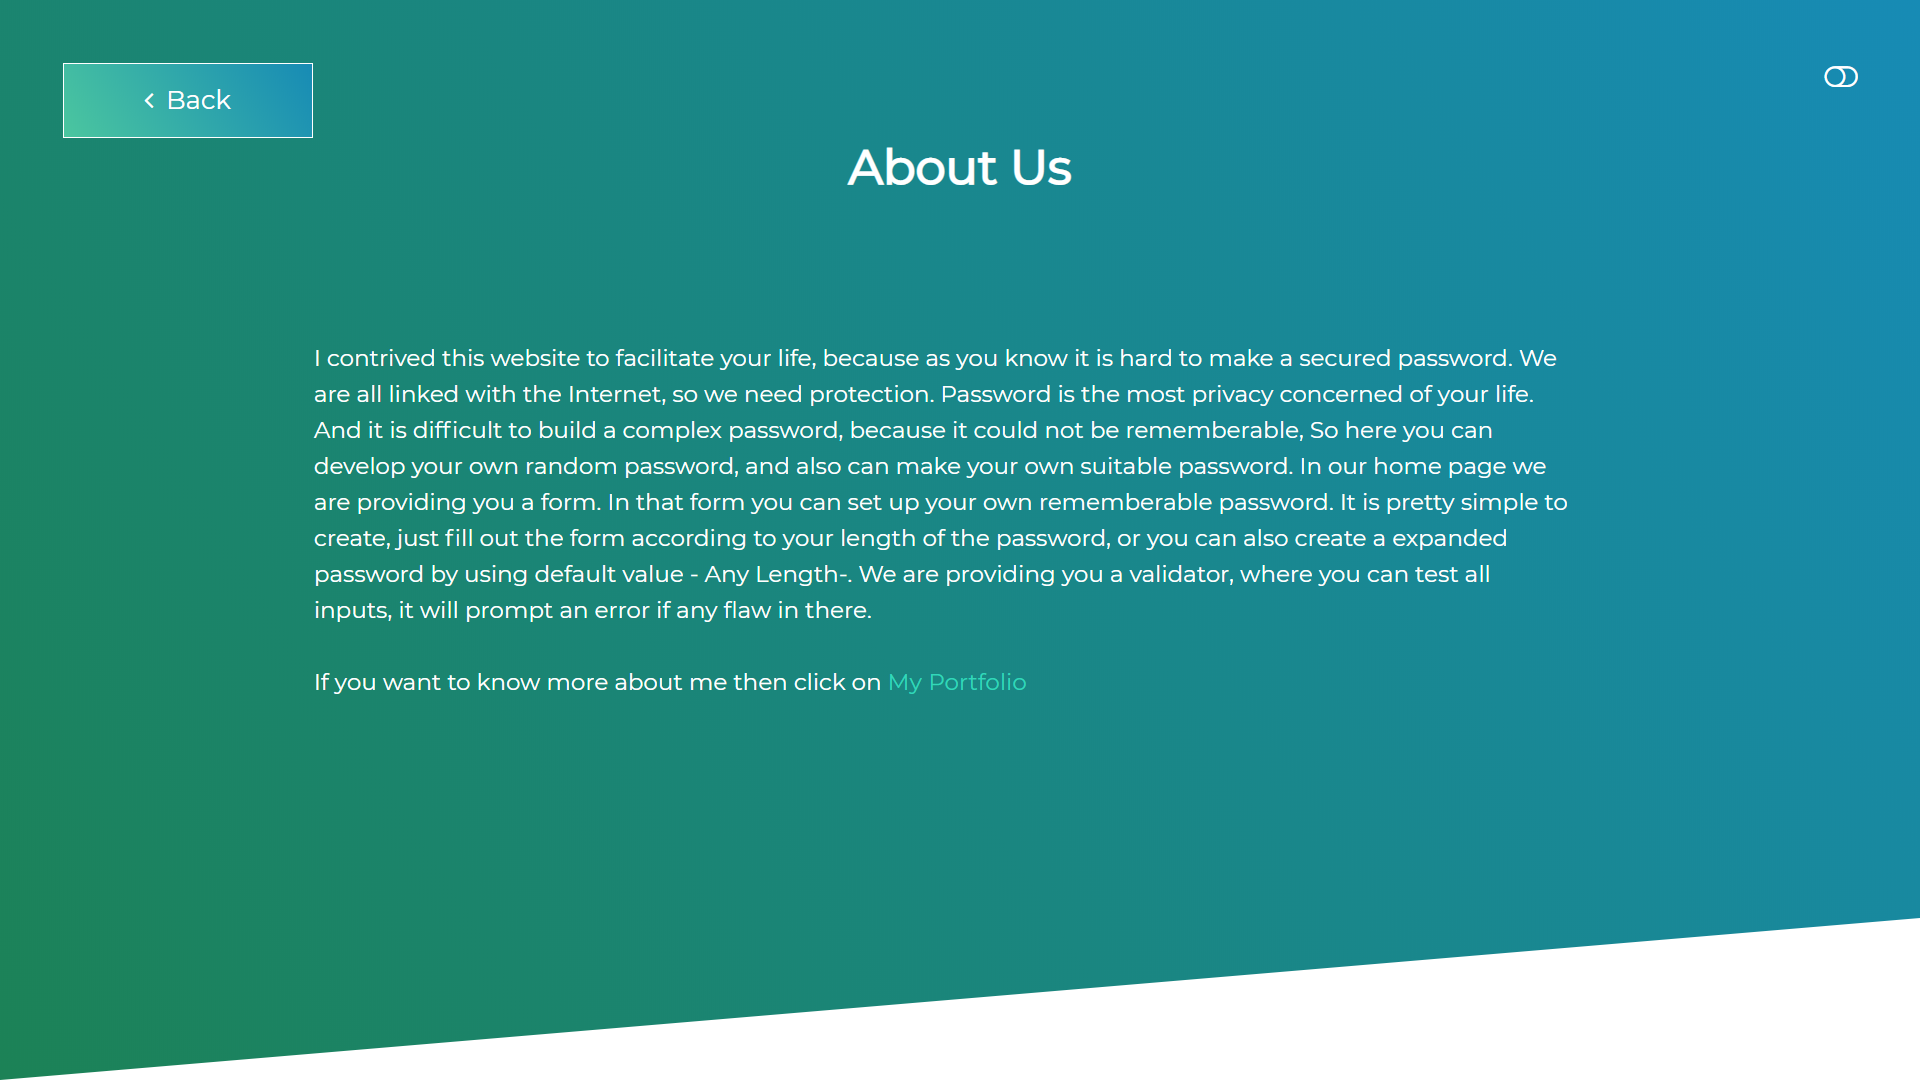 Back
About Us
I contrived this website to facilitate your life, because as you know it is hard to make a secured password. We
are all linked with the Internet, so we need protection. Password is the most privacy concerned of your life.
And it is difficult to build a complex password, because it could not be rememberable, So here you can
develop your own random password, and also can make your own suitable password. In our home page we
are providing you a form. In that form you can set up your own rememberable password. It is pretty simple to
create, just fill out the form according to your length of the password, or you can also create a expanded
password by using default value - Any Length-. We are providing you a validator, where you can test all
inputs, it will prompt an error if any flaw in there.
If you want to know more about me then click on My Portfolio